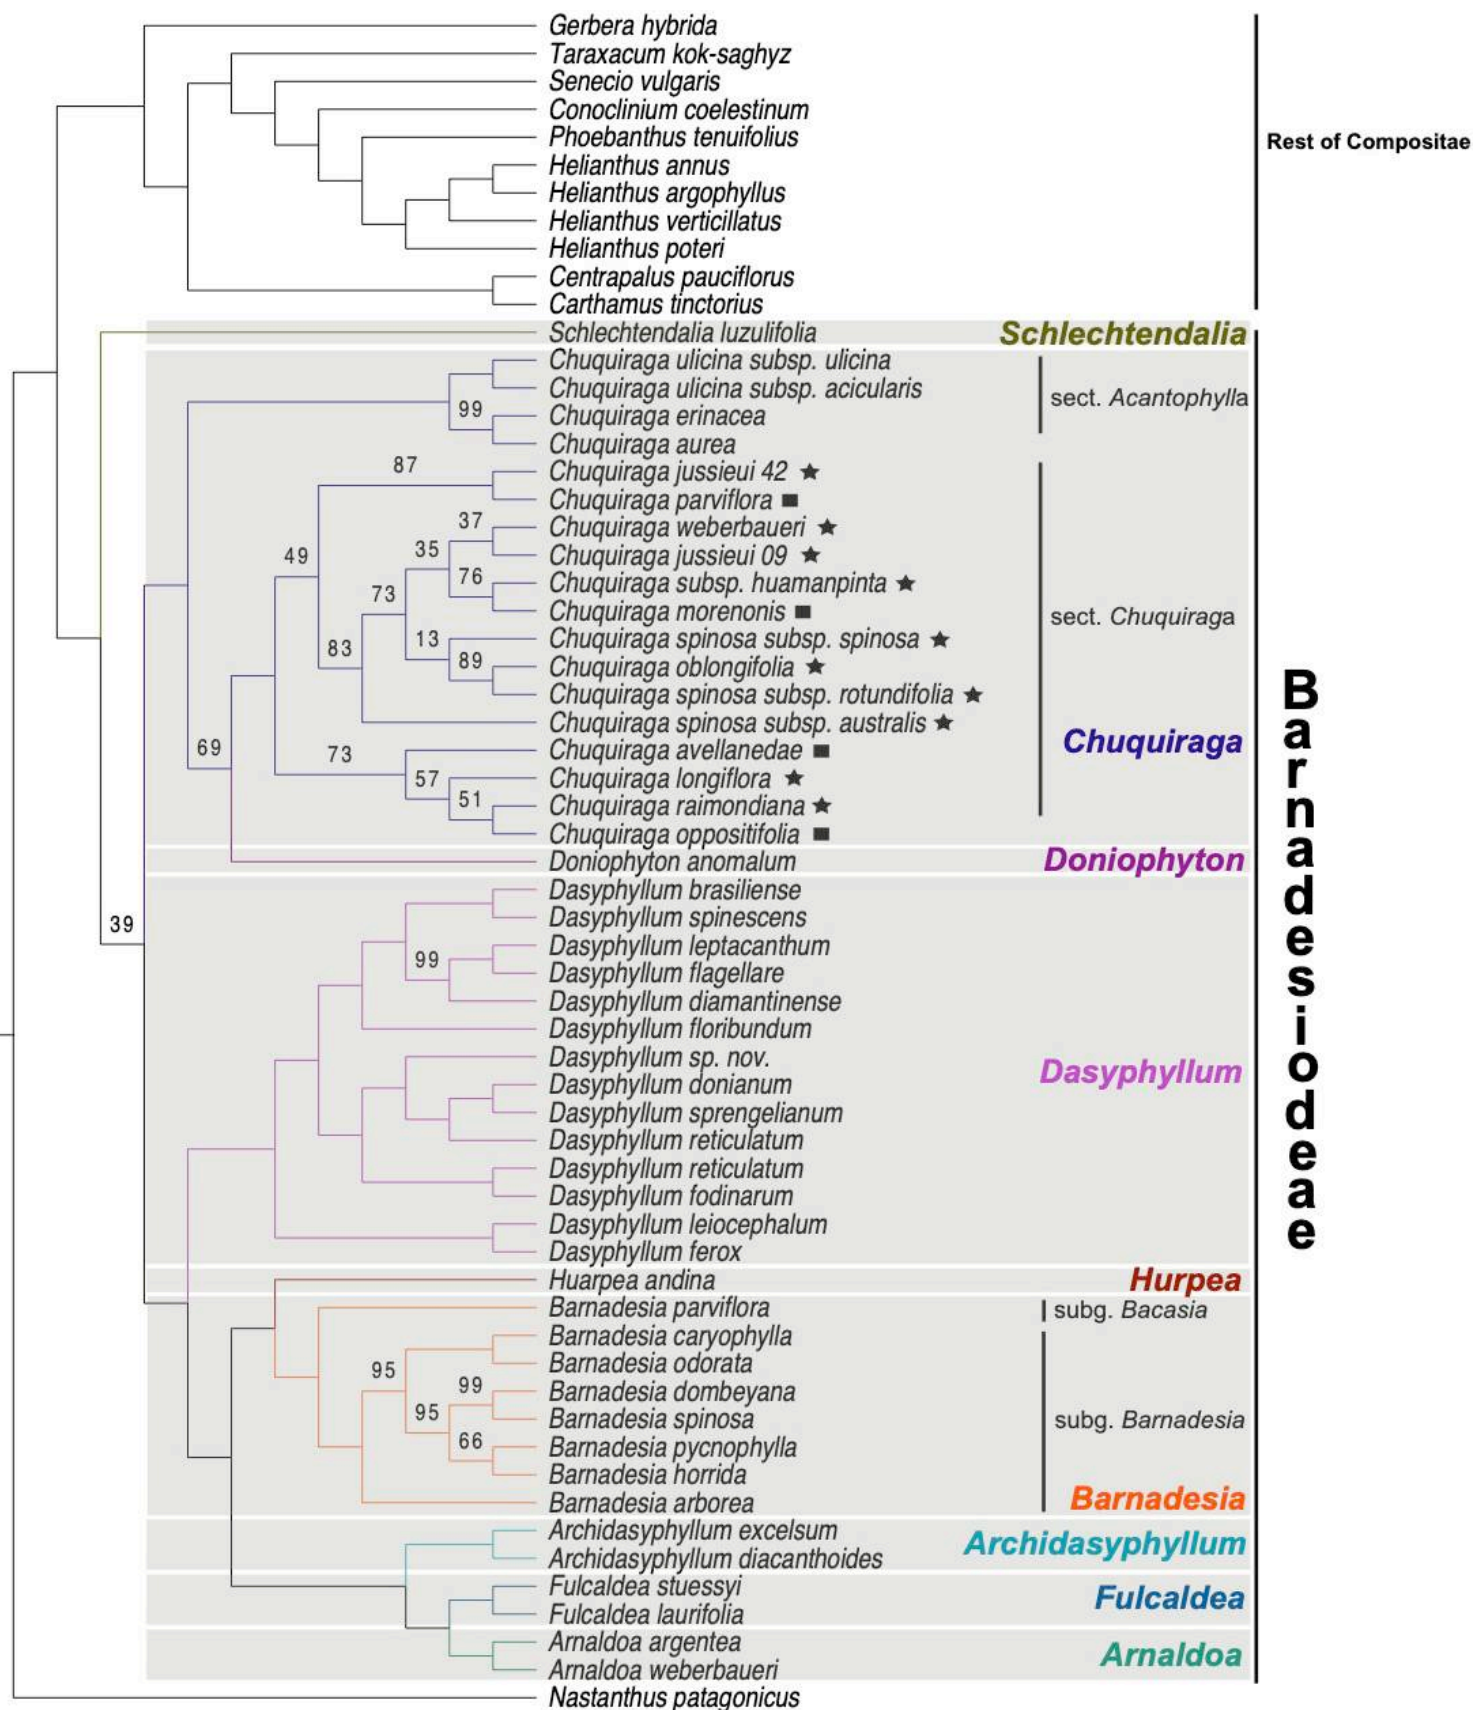 Gerbera hybrida
Taraxacum kok-saghyz
Senecio vulgaris
Conoclinium coelestinum
Phoebanthus tenuifolius
Rest of Compositae
Helianthus annus
Helianthus argophyllus
Helianthus verticillatus
Helianthus poteri
Centrapalus pauciflorus
Carthamus tinctorius
Schlechtendalia luzulifolia
Schlechtendalia
Chuquiraga ulicina subsp. ulicina
Chuquiraga ulicina subsp. acicularis
sect. Acantophylla
99
Chuquiraga erinacea
Chuquiraga aurea
87
Chuquiraga jussieui 42
Chuquiraga parviflora
37
Chuquiraga weberbaueri
35
49
Chuquiraga jussieui 09
76
Chuquiraga subsp. huamanpinta
73
Chuquiraga morenonis
sect. Chuquiraga
13
Chuquiraga spinosa subsp. spinosa
83
89
Chuquiraga oblongifolia
Chuquiraga spinosa subsp. rotundifolia
Chuquiraga spinosa subsp. australis
Chuquiraga
69
73
Chuquiraga avellanedae
57
Chuquiraga longiflora
51
Chuquiraga raimondiana
Chuquiraga oppositifolia
Doniophyton anomalum
Doniophyton
Barnadesiodeae
39
Dasyphyllum brasiliense
Dasyphyllum spinescens
99
Dasyphyllum leptacanthum
Dasyphyllum flagellare
Dasyphyllum diamantinense
Dasyphyllum floribundum
Dasyphyllum sp. nov.
Dasyphyllum
Dasyphyllum donianum
Dasyphyllum sprengelianum
Dasyphyllum reticulatum
Dasyphyllum reticulatum
Dasyphyllum fodinarum
Dasyphyllum leiocephalum
Dasyphyllum ferox
Huarpea andina
Hurpea
Barnadesia parviflora
subg. Bacasia
Barnadesia caryophylla
95
Barnadesia odorata
99
Barnadesia dombeyana
95
Barnadesia spinosa
subg. Barnadesia
66
Barnadesia pycnophylla
Barnadesia horrida
Barnadesia arborea
Barnadesia
Archidasyphyllum excelsum
Archidasyphyllum diacanthoides
Archidasyphyllum
Fulcaldea stuessyi
Fulcaldea laurifolia
Fulcaldea
Arnaldoa argentea
Arnaldoa weberbaueri
Arnaldoa
Nastanthus patagonicus